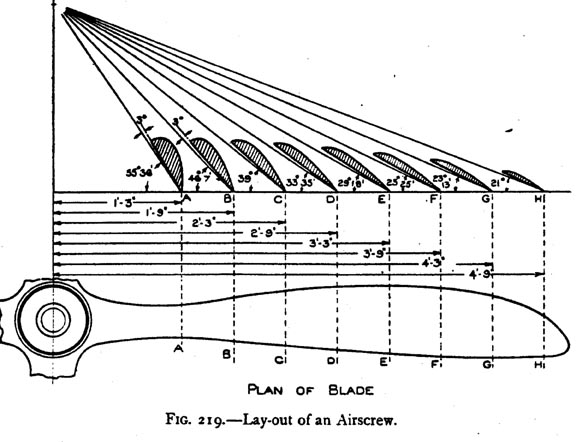 3° 3°
55°36' 46°7' 39° 33°35' 29°18' 25°25' 23°13' 21°
A B C D E F G H
1'-3"
1'-9"
2'-3"
2'-9"
3'-3"
3'-9"
4'-3"
4'-9"
A B C D E F G H
PLAN OF BLADE
FIG. 219.—Lay-out of an Airscrew.